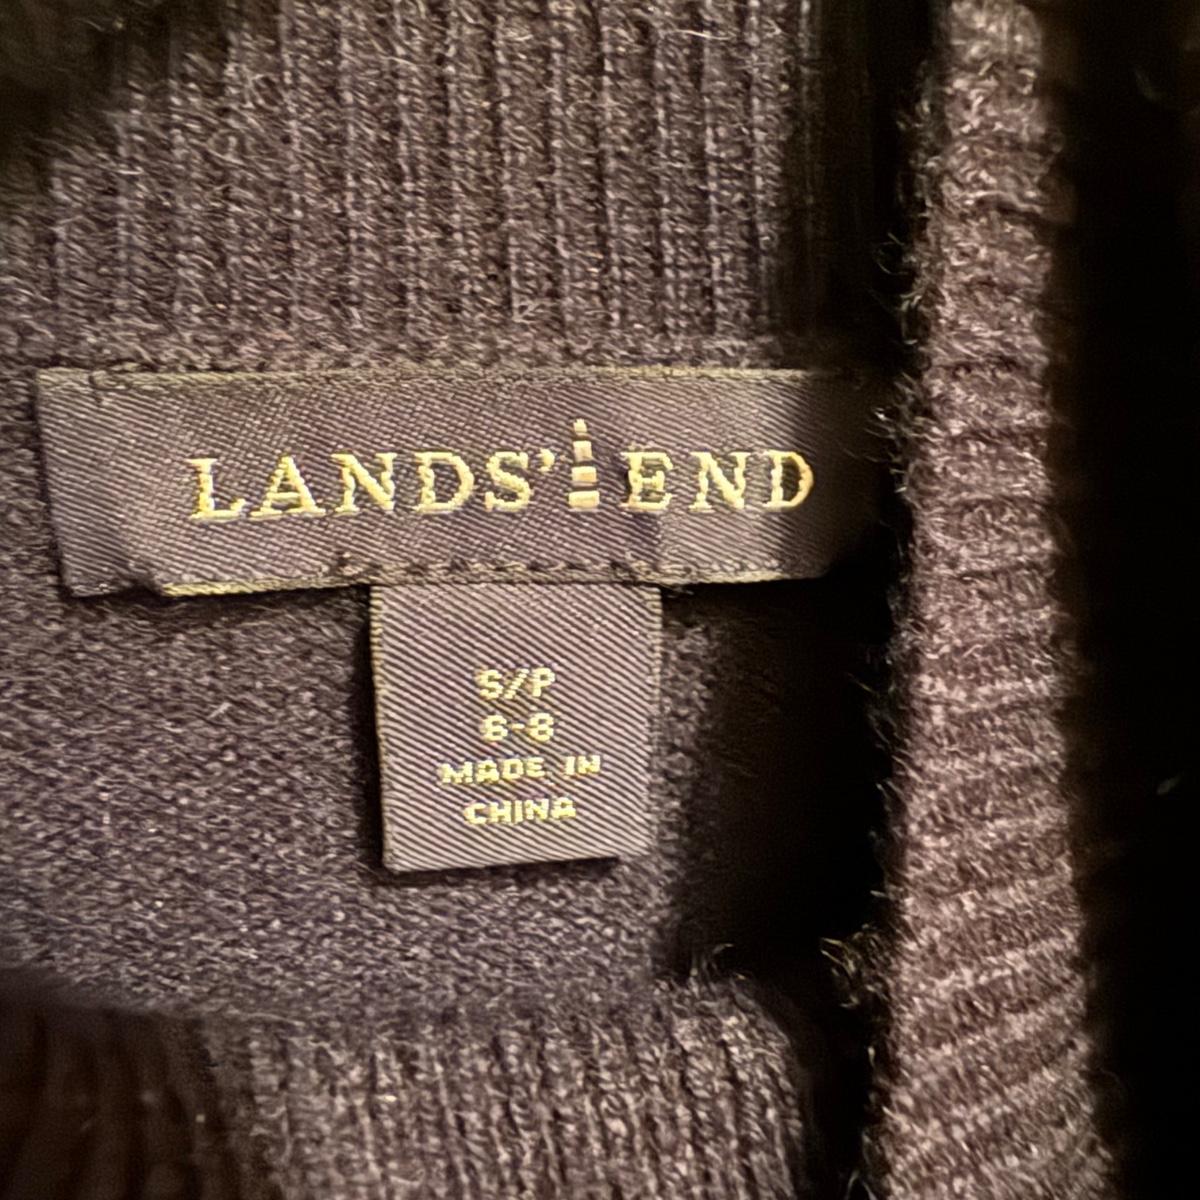 LANDS' END
S/P
6-8
MADE IN
CHINA